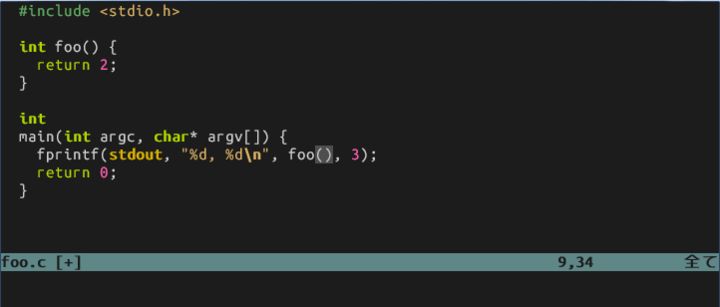 #include <stdio.h>
int foo() {
return 2;
}
int
main(int argc, char* argv[]) {
fprintf(stdout, "%d, %d\n", foo(), 3);
return 0;
}
foo.c [+] 9,34 全て